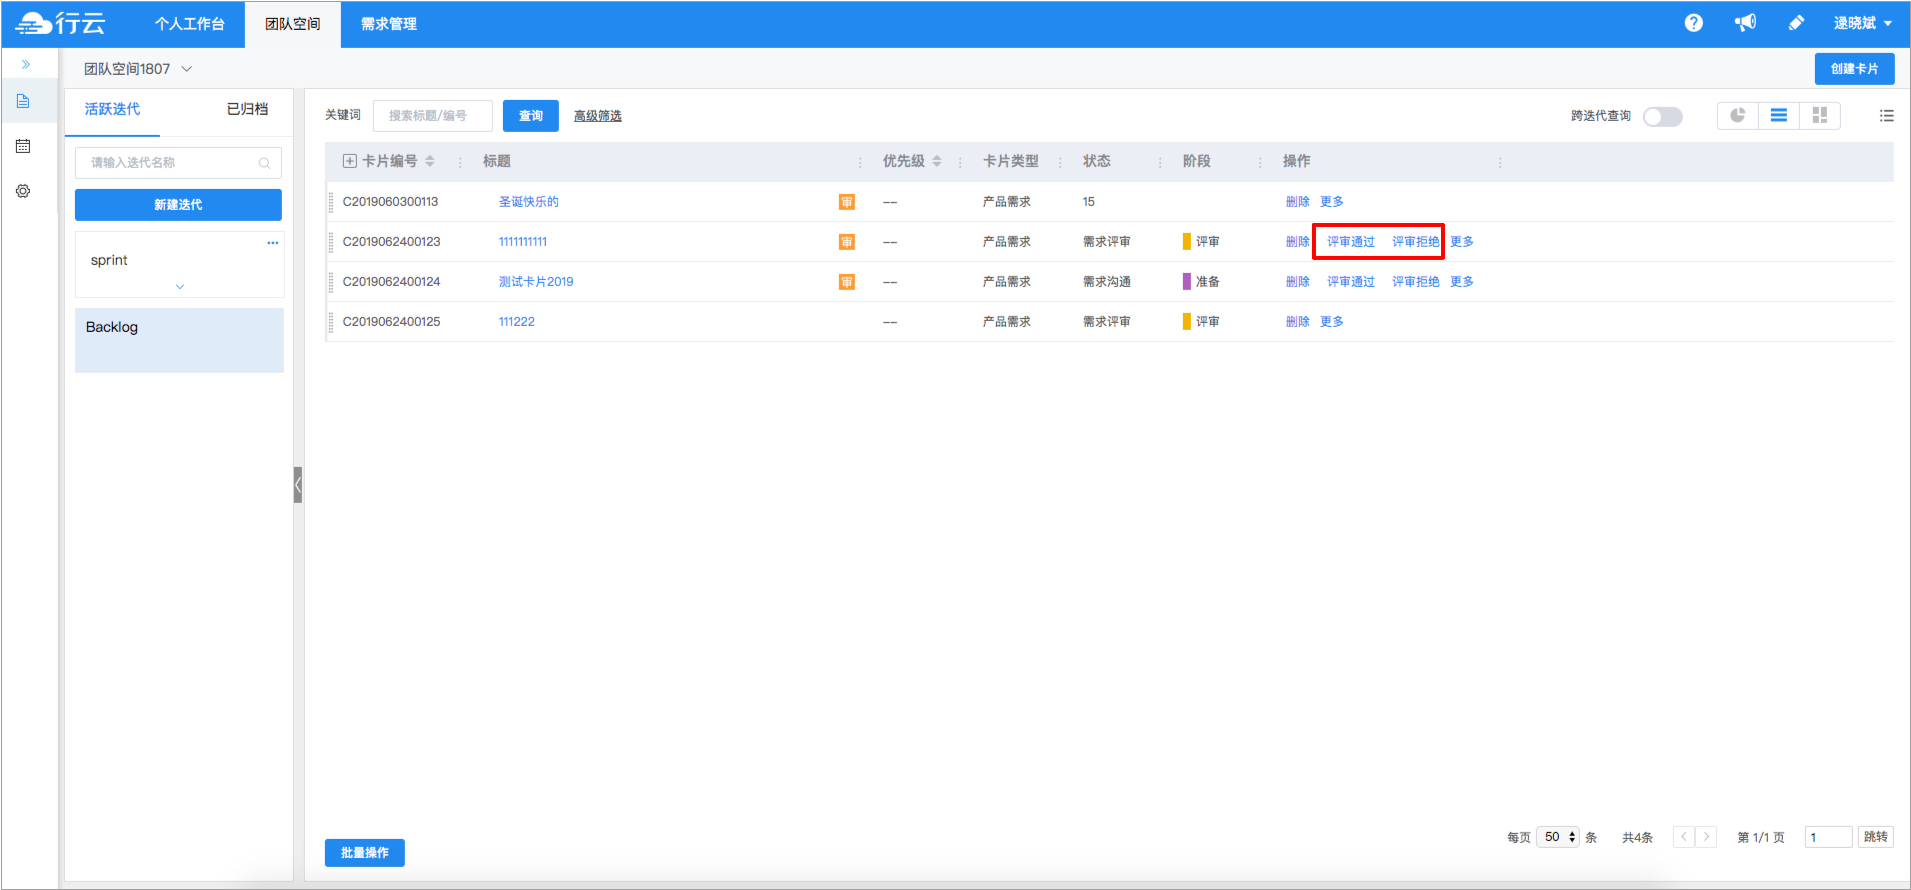 行云 个人工作台 团队空间 需求管理 逯晓斌
团队空间1807 创建卡片
活跃迭代 已归档
请输入迭代名称
新建迭代
sprint
Backlog
关键词 搜索标题/编号 查询 高级筛选 跨迭代查询
卡片编号 标题 优先级 卡片类型 状态 阶段 操作
C2019060300113 圣诞快乐的 审 -- 产品需求 15 删除 更多
C2019062400123 1111111111 审 -- 产品需求 需求评审 评审 删除 评审通过 评审拒绝 更多
C2019062400124 测试卡片2019 审 -- 产品需求 需求沟通 准备 删除 评审通过 评审拒绝 更多
C2019062400125 111222 -- 产品需求 需求评审 评审 删除 更多
批量操作 每页 50 条 共4条 第 1/1 页 1 跳转